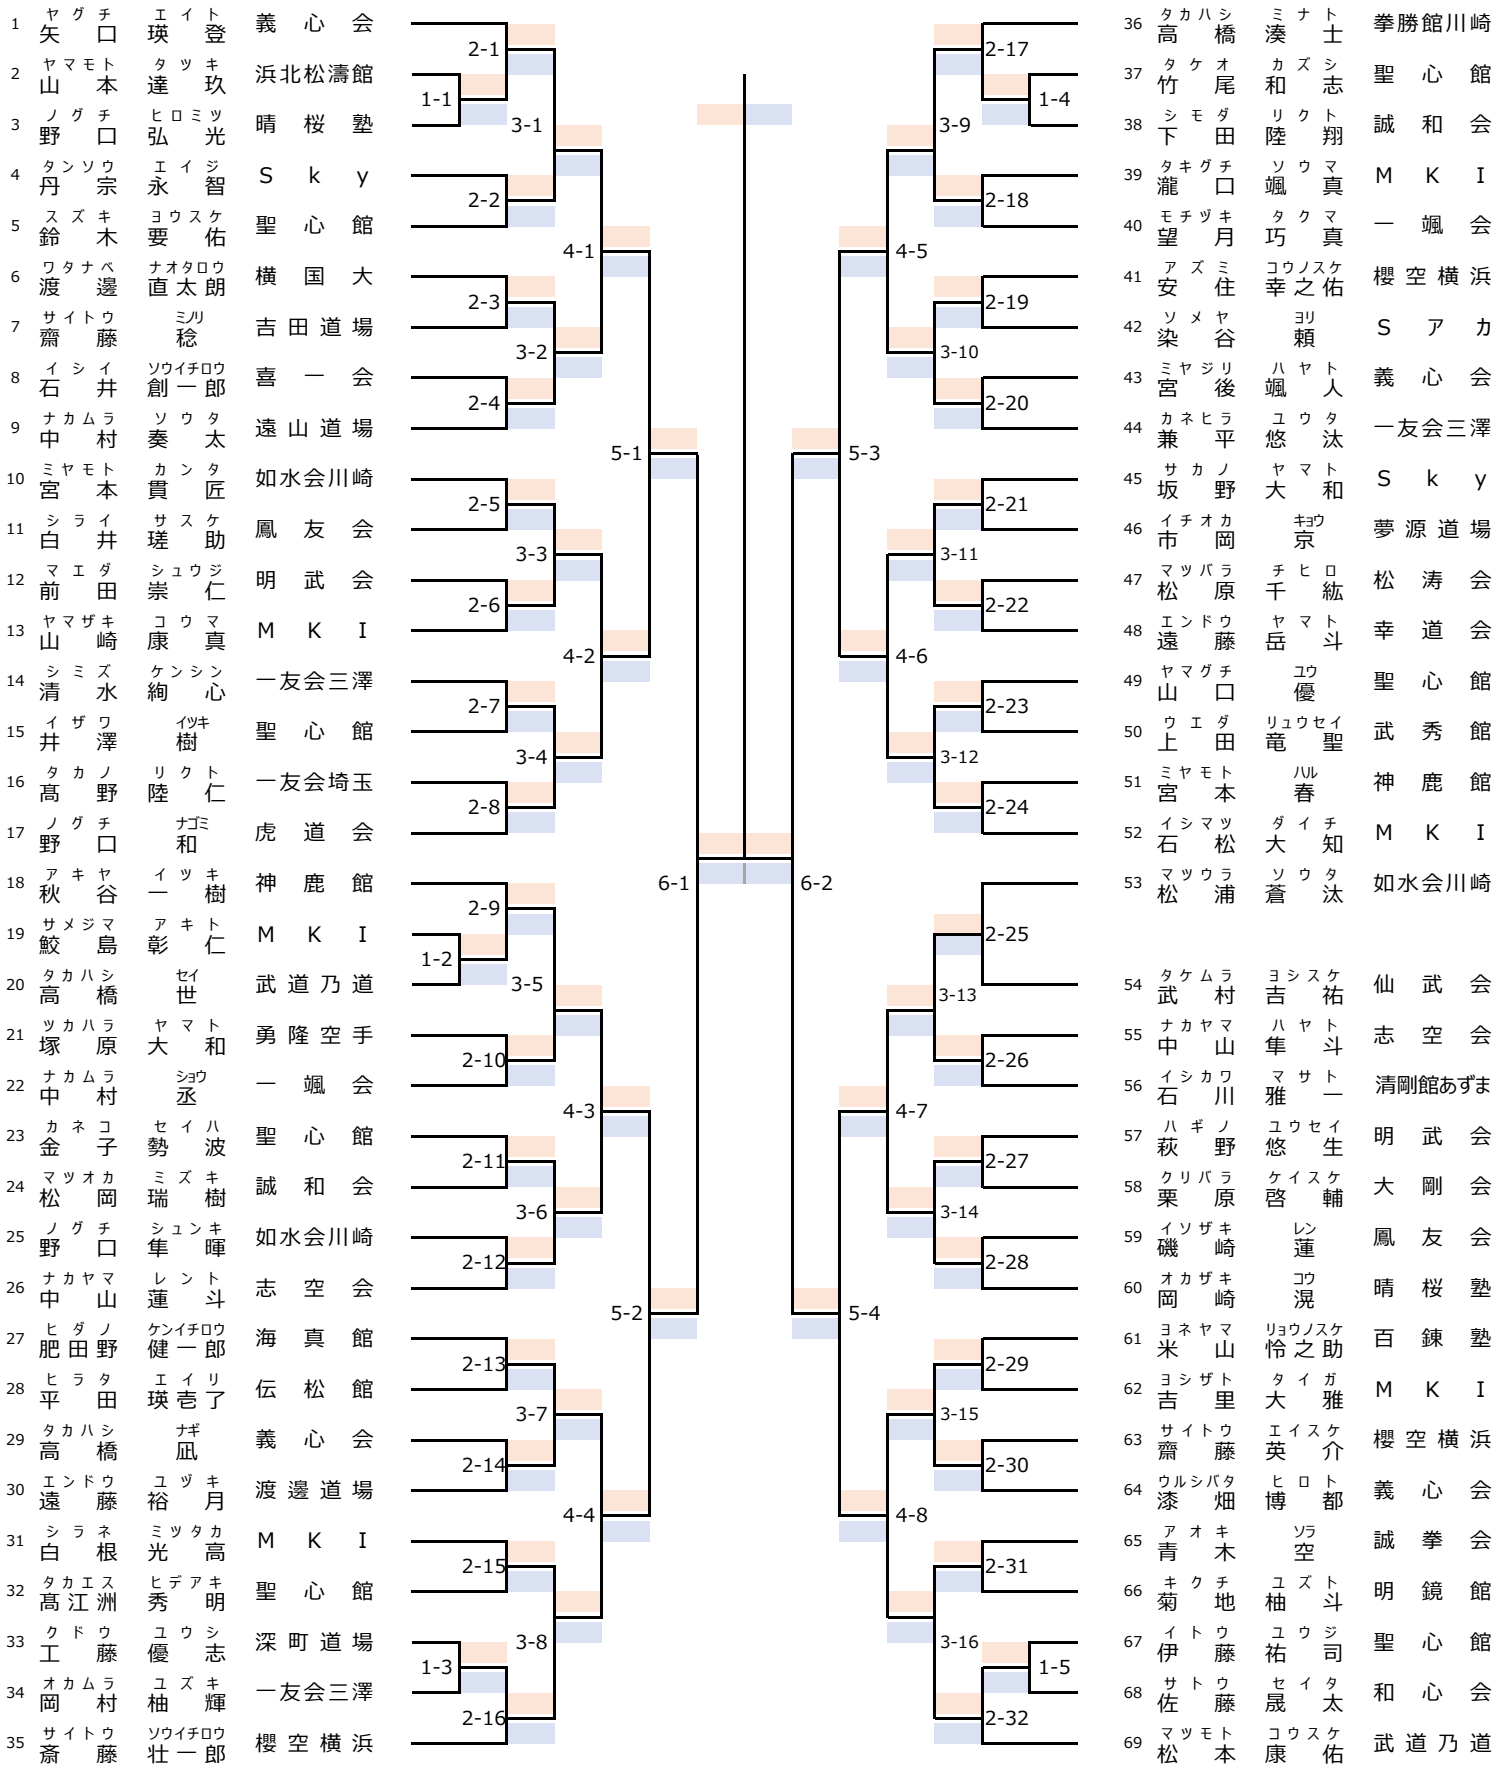 1 矢口 瑛登 ヤグチ エイト 義心会
2 山本 達玖 ヤマモト タツキ 浜北松濤館
3 野口 弘光 ノグチ ヒロミツ 晴桜塾
4 丹宗 永智 タンソウ エイジ Sky
5 鈴木 要佑 スズキ ヨウスケ 聖心館
6 渡邊 直太朗 ワタナベ ナオタロウ 横国大
7 齋藤 稔 サイトウ ミノリ 吉田道場
8 石井 創一郎 イシイ ソウイチロウ 喜一会
9 中村 奏太 ナカムラ ソウタ 遠山道場
10 宮本 貫匠 ミヤモト カンタ 如水会川崎
11 白井 瑳助 シライ サスケ 鳳友会
12 前田 崇仁 マエダ シュウジ 明武会
13 山崎 康真 ヤマザキ コウマ MKI
14 清水 絢心 シミズ ケンシン 一友会三澤
15 井澤 樹 イザワ イツキ 聖心館
16 髙野 陸仁 タカノ リクト 一友会埼玉
17 野口 和 ノグチ ナゴミ 虎道会
18 秋谷 一樹 アキヤ イツキ 神鹿館
19 鮫島 彰仁 サメジマ アキト MKI
20 高橋 世 タカハシ セイ 武道乃道
21 塚原 大和 ツカハラ ヤマト 勇隆空手
22 中村 丞 ナカムラ ショウ 一颯会
23 金子 勢波 カネコ セイハ 聖心館
24 松岡 瑞樹 マツオカ ミズキ 誠和会
25 野口 隼暉 ノグチ シュンキ 如水会川崎
26 中山 蓮斗 ナカヤマ レント 志空会
27 肥田野 健一郎 ヒダノ ケンイチロウ 海真館
28 平田 瑛壱了 ヒラタ エイリ 伝松館
29 高橋 凪 タカハシ ナギ 義心会
30 遠藤 裕月 エンドウ ユヅキ 渡邊道場
31 白根 光高 シラネ ミツタカ MKI
32 髙江洲 秀明 タカエス ヒデアキ 聖心館
33 工藤 優志 クドウ ユウシ 深町道場
34 岡村 柚輝 オカムラ ユズキ 一友会三澤
35 斎藤 壮一郎 サイトウ ソウイチロウ 櫻空横浜
1-1
1-2
1-3
2-1
2-2
2-3
2-4
2-5
2-6
2-7
2-8
2-9
2-10
2-11
2-12
2-13
2-14
2-15
2-16
3-1
3-2
3-3
3-4
3-5
3-6
3-7
3-8
4-1
4-2
4-3
4-4
5-1
5-2
6-1
6-2
5-3
5-4
4-5
4-6
4-7
4-8
3-9
3-10
3-11
3-12
3-13
3-14
3-15
3-16
2-17
2-18
2-19
2-20
2-21
2-22
2-23
2-24
2-25
2-26
2-27
2-28
2-29
2-30
2-31
2-32
1-4
1-5
36 高橋 湊士 タカハシ ミナト 拳勝館川崎
37 竹尾 和志 タケオ カズシ 聖心館
38 下田 陸翔 シモダ リクト 誠和会
39 瀧口 颯真 タキグチ ソウマ MKI
40 望月 巧真 モチヅキ タクマ 一颯会
41 安住 幸之佑 アズミ コウノスケ 櫻空横浜
42 染谷 頼 ソメヤ ヨリ Sアカ
43 宮後 颯人 ミヤジリ ハヤト 義心会
44 兼平 悠汰 カネヒラ ユウタ 一友会三澤
45 坂野 大和 サカノ ヤマト Sky
46 市岡 京 イチオカ キョウ 夢源道場
47 松原 千紘 マツバラ チヒロ 松涛会
48 遠藤 岳斗 エンドウ ヤマト 幸道会
49 山口 優 ヤマグチ ユウ 聖心館
50 上田 竜聖 ウエダ リュウセイ 武秀館
51 宮本 春 ミヤモト ハル 神鹿館
52 石松 大知 イシマツ ダイチ MKI
53 松浦 蒼汰 マツウラ ソウタ 如水会川崎
54 武村 吉祐 タケムラ ヨシスケ 仙武会
55 中山 隼斗 ナカヤマ ハヤト 志空会
56 石川 雅一 イシカワ マサト 清剛館あずま
57 萩野 悠生 ハギノ ユウセイ 明武会
58 栗原 啓輔 クリバラ ケイスケ 大剛会
59 磯崎 蓮 イソザキ レン 鳳友会
60 岡崎 滉 オカザキ コウ 晴桜塾
61 米山 怜之助 ヨネヤマ リョウノスケ 百錬塾
62 吉里 大雅 ヨシザト タイガ MKI
63 齋藤 英介 サイトウ エイスケ 櫻空横浜
64 漆畑 博都 ウルシバタ ヒロト 義心会
65 青木 空 アオキ ソラ 誠拳会
66 菊地 柚斗 キクチ ユズト 明鏡館
67 伊藤 祐司 イトウ ユウジ 聖心館
68 佐藤 晟太 サトウ セイタ 和心会
69 松本 康佑 マツモト コウスケ 武道乃道